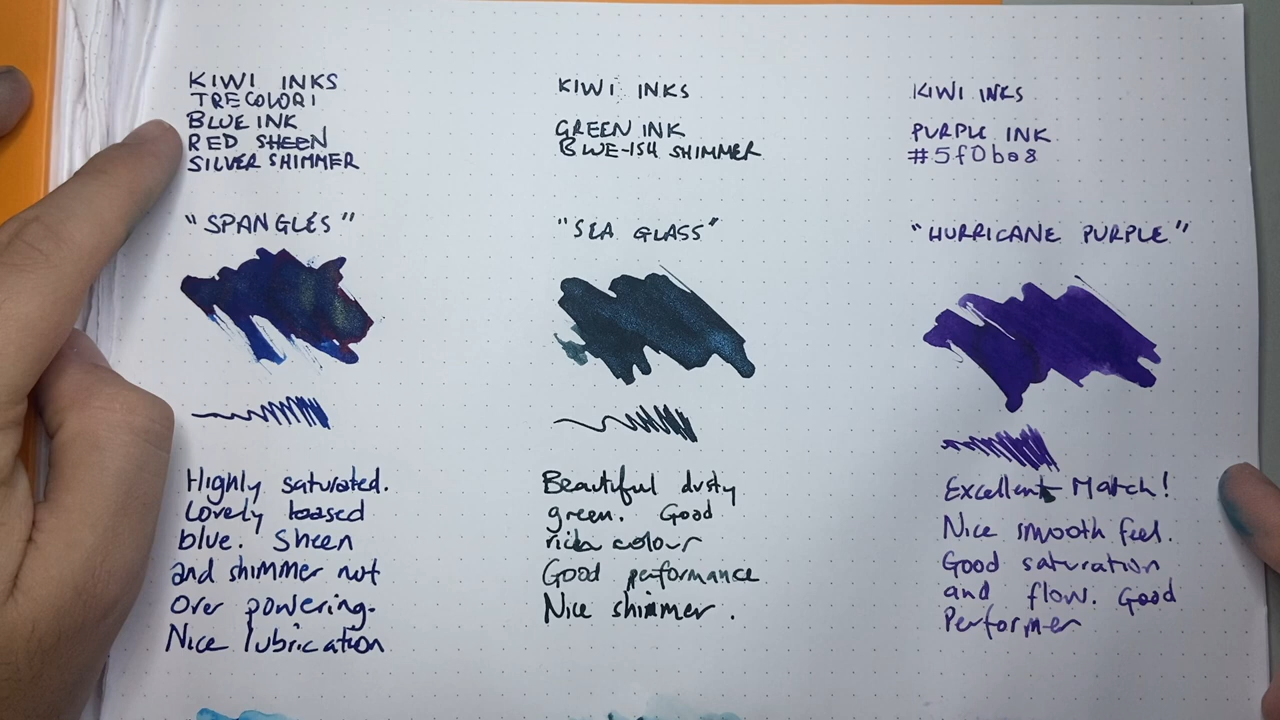 KIWI INKS
TRECOLORI
BLUE INK
RED SHEEN
SILVER SHIMMER
"SPANGLES"
Highly saturated.
Lovely based
blue. Sheen
and shimmer not
Over powering.
Nice lubrication
KIWI INKS
GREEN INK
BLUE-ISH SHIMMER
"SEA GLASS"
Beautiful dusty
green. Good
rich colour
Good performance
Nice shimmer.
KIWI INKS
PURPLE INK
#5f0be8
"HURRICANE PURPLE"
Excellent Match!
Nice smooth feel.
Good saturation
and flow. Good
Performer